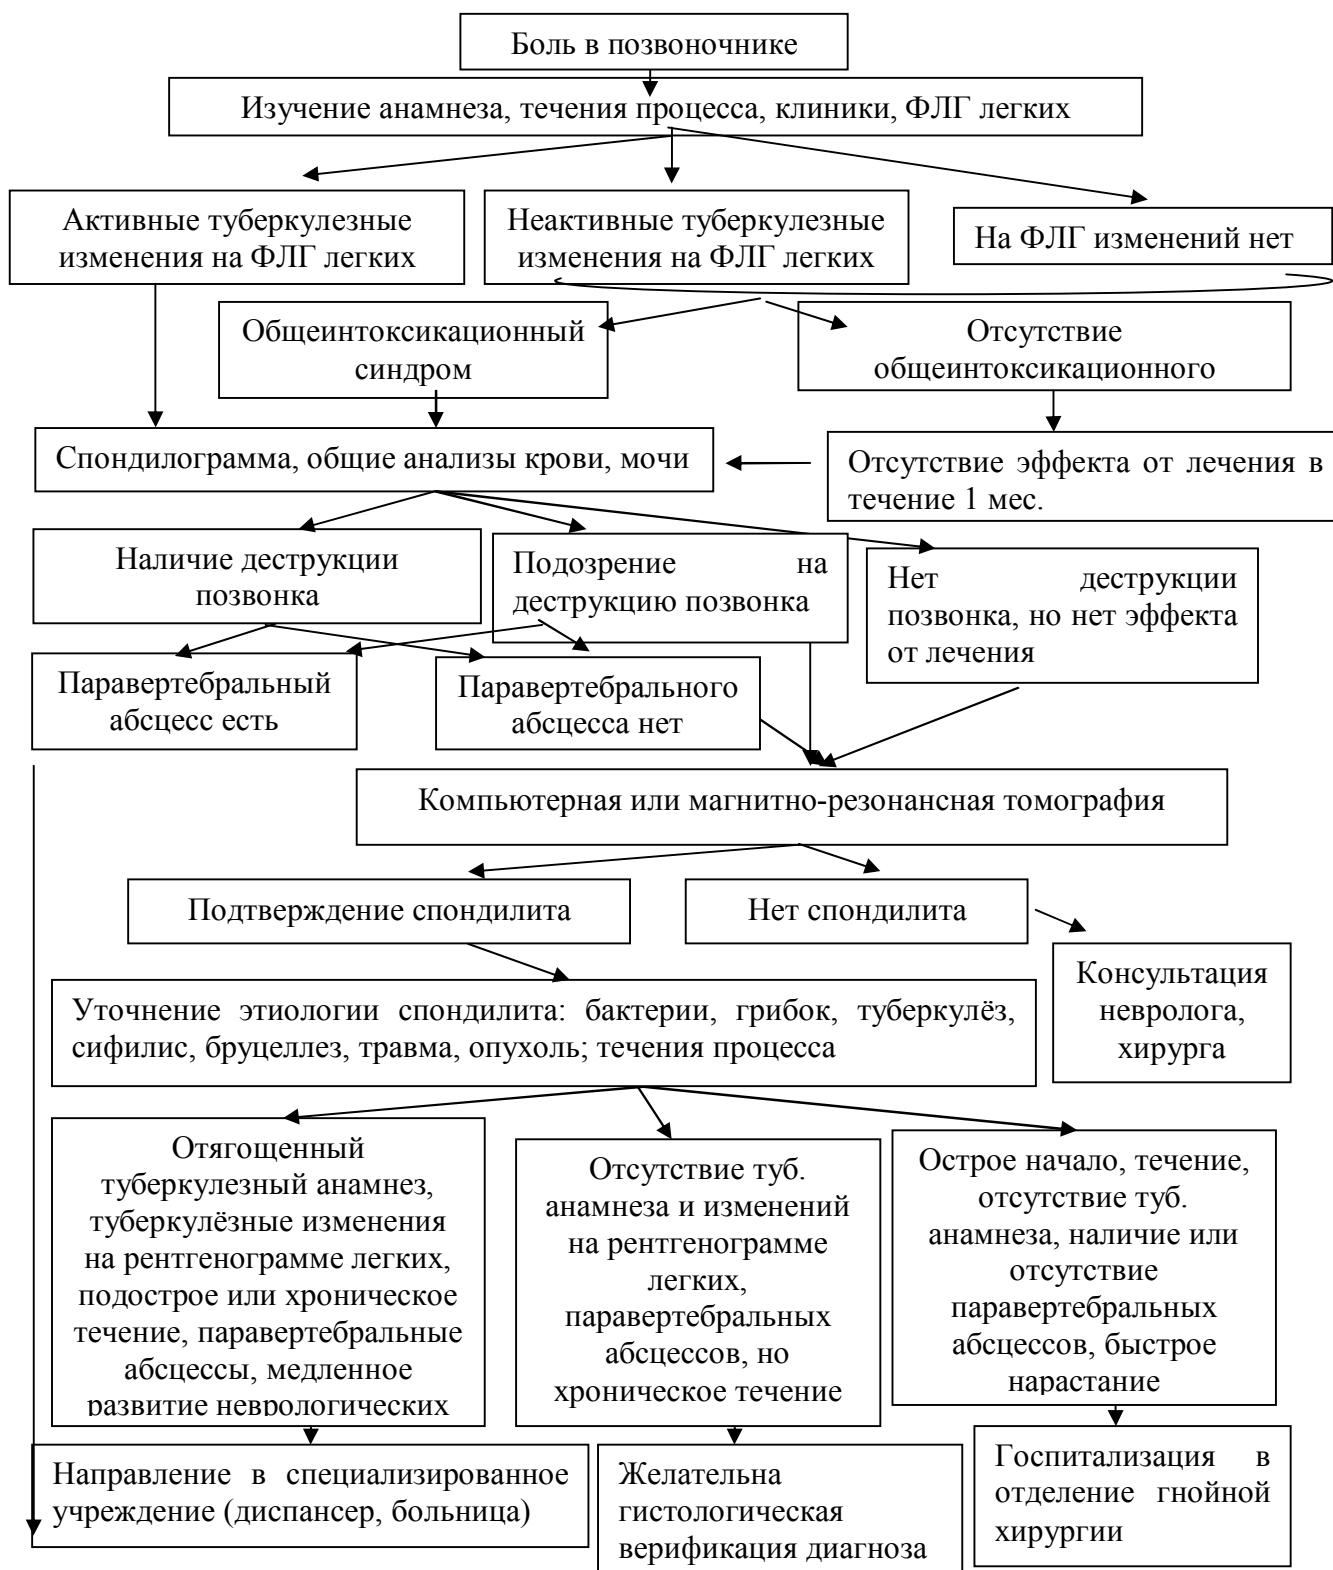 Боль в позвоночнике
Изучение анамнеза, течения процесса, клиники, ФЛГ легких
Активные туберкулезные
изменения на ФЛГ легких
Неактивные туберкулезные
изменения на ФЛГ легких
На ФЛГ изменений нет
Общеинтоксикационный
синдром
Отсутствие
общеинтоксикационного
Спондилограмма, общие анализы крови, мочи
Отсутствие эффекта от лечения в
течение 1 мес.
Наличие деструкции
позвонка
Подозрение на
деструкцию позвонка
Нет деструкции
позвонка, но нет эффекта
от лечения
Паравертебральный
абсцесс есть
Паравертебрального
абсцесса нет
Компьютерная или магнитно-резонансная томография
Подтверждение спондилита
Нет спондилита
Консультация
невролога,
хирурга
Уточнение этиологии спондилита: бактерии, грибок, туберкулёз,
сифилис, бруцеллез, травма, опухоль; течения процесса
Отягощенный
туберкулезный анамнез,
туберкулёзные изменения
на рентгенограмме легких,
подострое или хроническое
течение, паравертебральные
абсцессы, медленное
развитие неврологических
Отсутствие туб.
анамнеза и изменений
на рентгенограмме
легких,
паравертебральных
абсцессов, но
хроническое течение
Острое начало, течение,
отсутствие туб.
анамнеза, наличие или
отсутствие
паравертебральных
абсцессов, быстрое
нарастание
Направление в специализированное
учреждение (диспансер, больница)
Желательна
гистологическая
верификация диагноза
Госпитализация в
отделение гнойной
хирургии